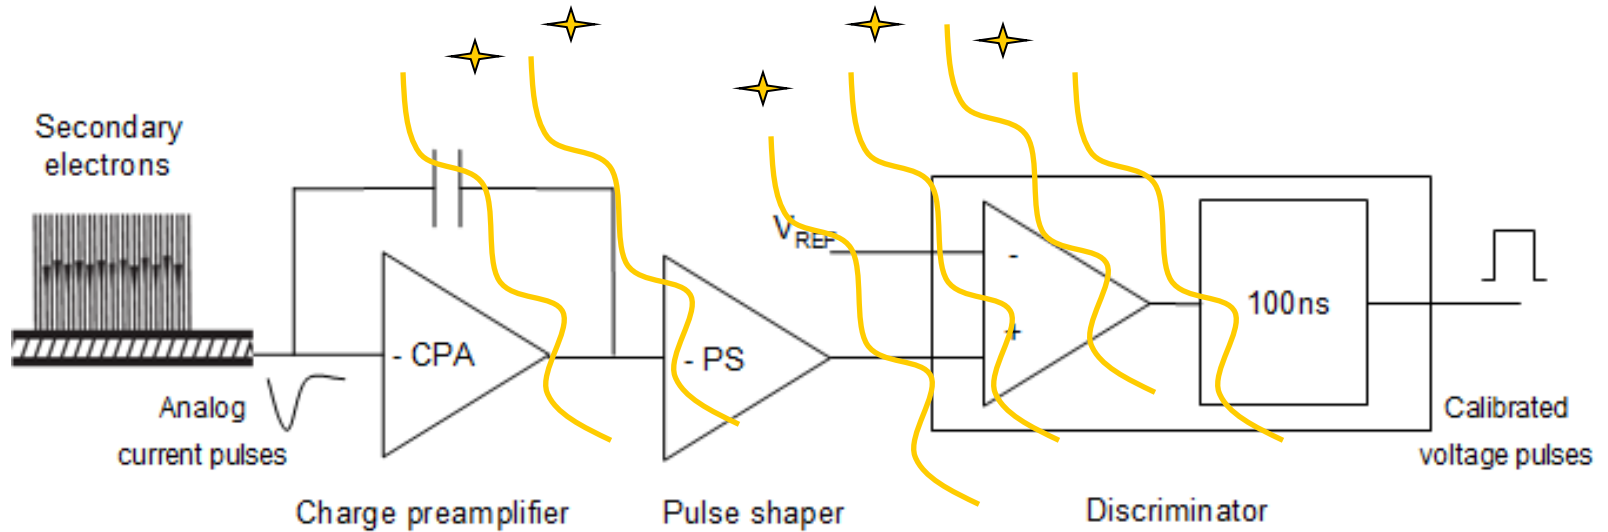 Secondary
electrons
VREF
-
+
100ns
- CPA
- PS
Analog
current pulses
Calibrated
voltage pulses
Charge preamplifier
Pulse shaper
Discriminator